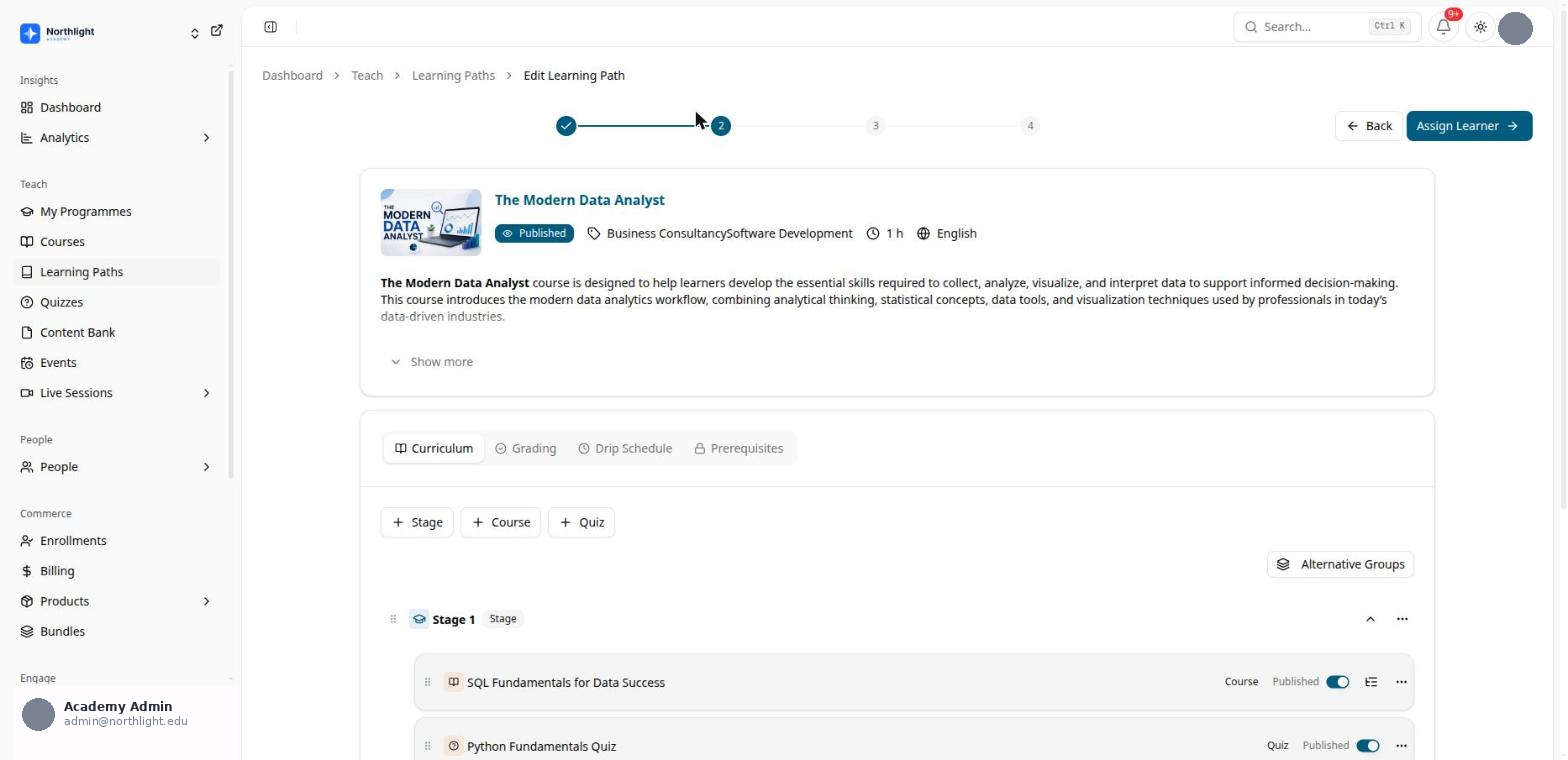 Northlight
ACADEMY
Search...
Ctrl K
9+
Insights
Dashboard
Analytics
Teach
My Programmes
Courses
Learning Paths
Quizzes
Content Bank
Events
Live Sessions
People
People
Commerce
Enrollments
Billing
Products
Bundles
Engage
Academy Admin
admin@northlight.edu
Dashboard > Teach > Learning Paths > Edit Learning Path
2 3 4
Back
Assign Learner
THE
MODERN
DATA
ANALYST
The Modern Data Analyst
Published Business ConsultancySoftware Development 1 h English
The Modern Data Analyst course is designed to help learners develop the essential skills required to collect, analyze, visualize, and interpret data to support informed decision-making.
This course introduces the modern data analytics workflow, combining analytical thinking, statistical concepts, data tools, and visualization techniques used by professionals in today's
data-driven industries.
Show more
Curriculum Grading Drip Schedule Prerequisites
+ Stage + Course + Quiz
Alternative Groups
Stage 1 Stage
SQL Fundamentals for Data Success Course Published
Python Fundamentals Quiz Quiz Published